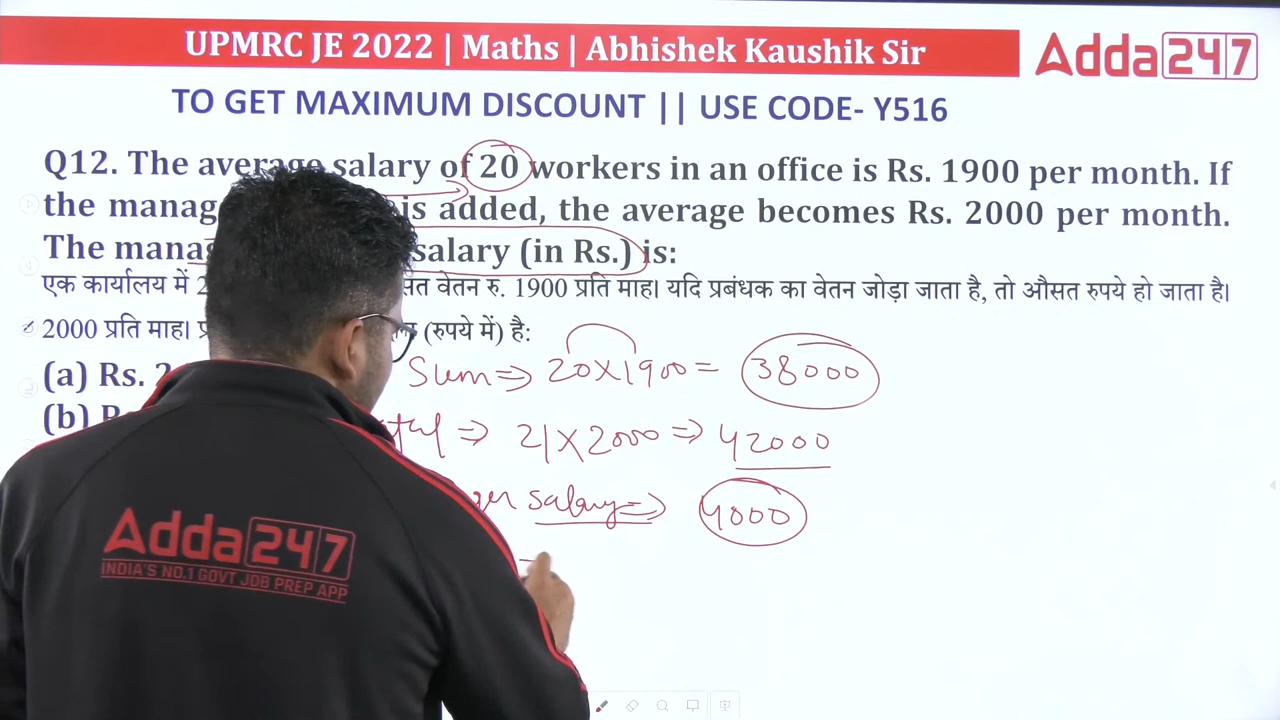 UPMRC JE 2022 | Maths | Abhishek Kaushik Sir
Adda247
TO GET MAXIMUM DISCOUNT || USE CODE- Y516
Q12. The average salary of 20 workers in an office is Rs. 1900 per month. If
the is added, the average becomes Rs. 2000 per month.
The salary (in Rs.) is:
एक कार्यालय में वेतन रु. 1900 प्रति माह। यदि प्रबंधक का वेतन जोड़ा जाता है, तो औसत रुपये हो जाता है।
2000 प्रति माह। (रुपये में) है:
(a) Rs.
Sum ⇒ 20×1900 = 38000
(b)
⇒ 21×2000 ⇒ 42000
salary ⇒ 4000
Adda247
INDIA'S NO.1 GOVT JOB PREP APP